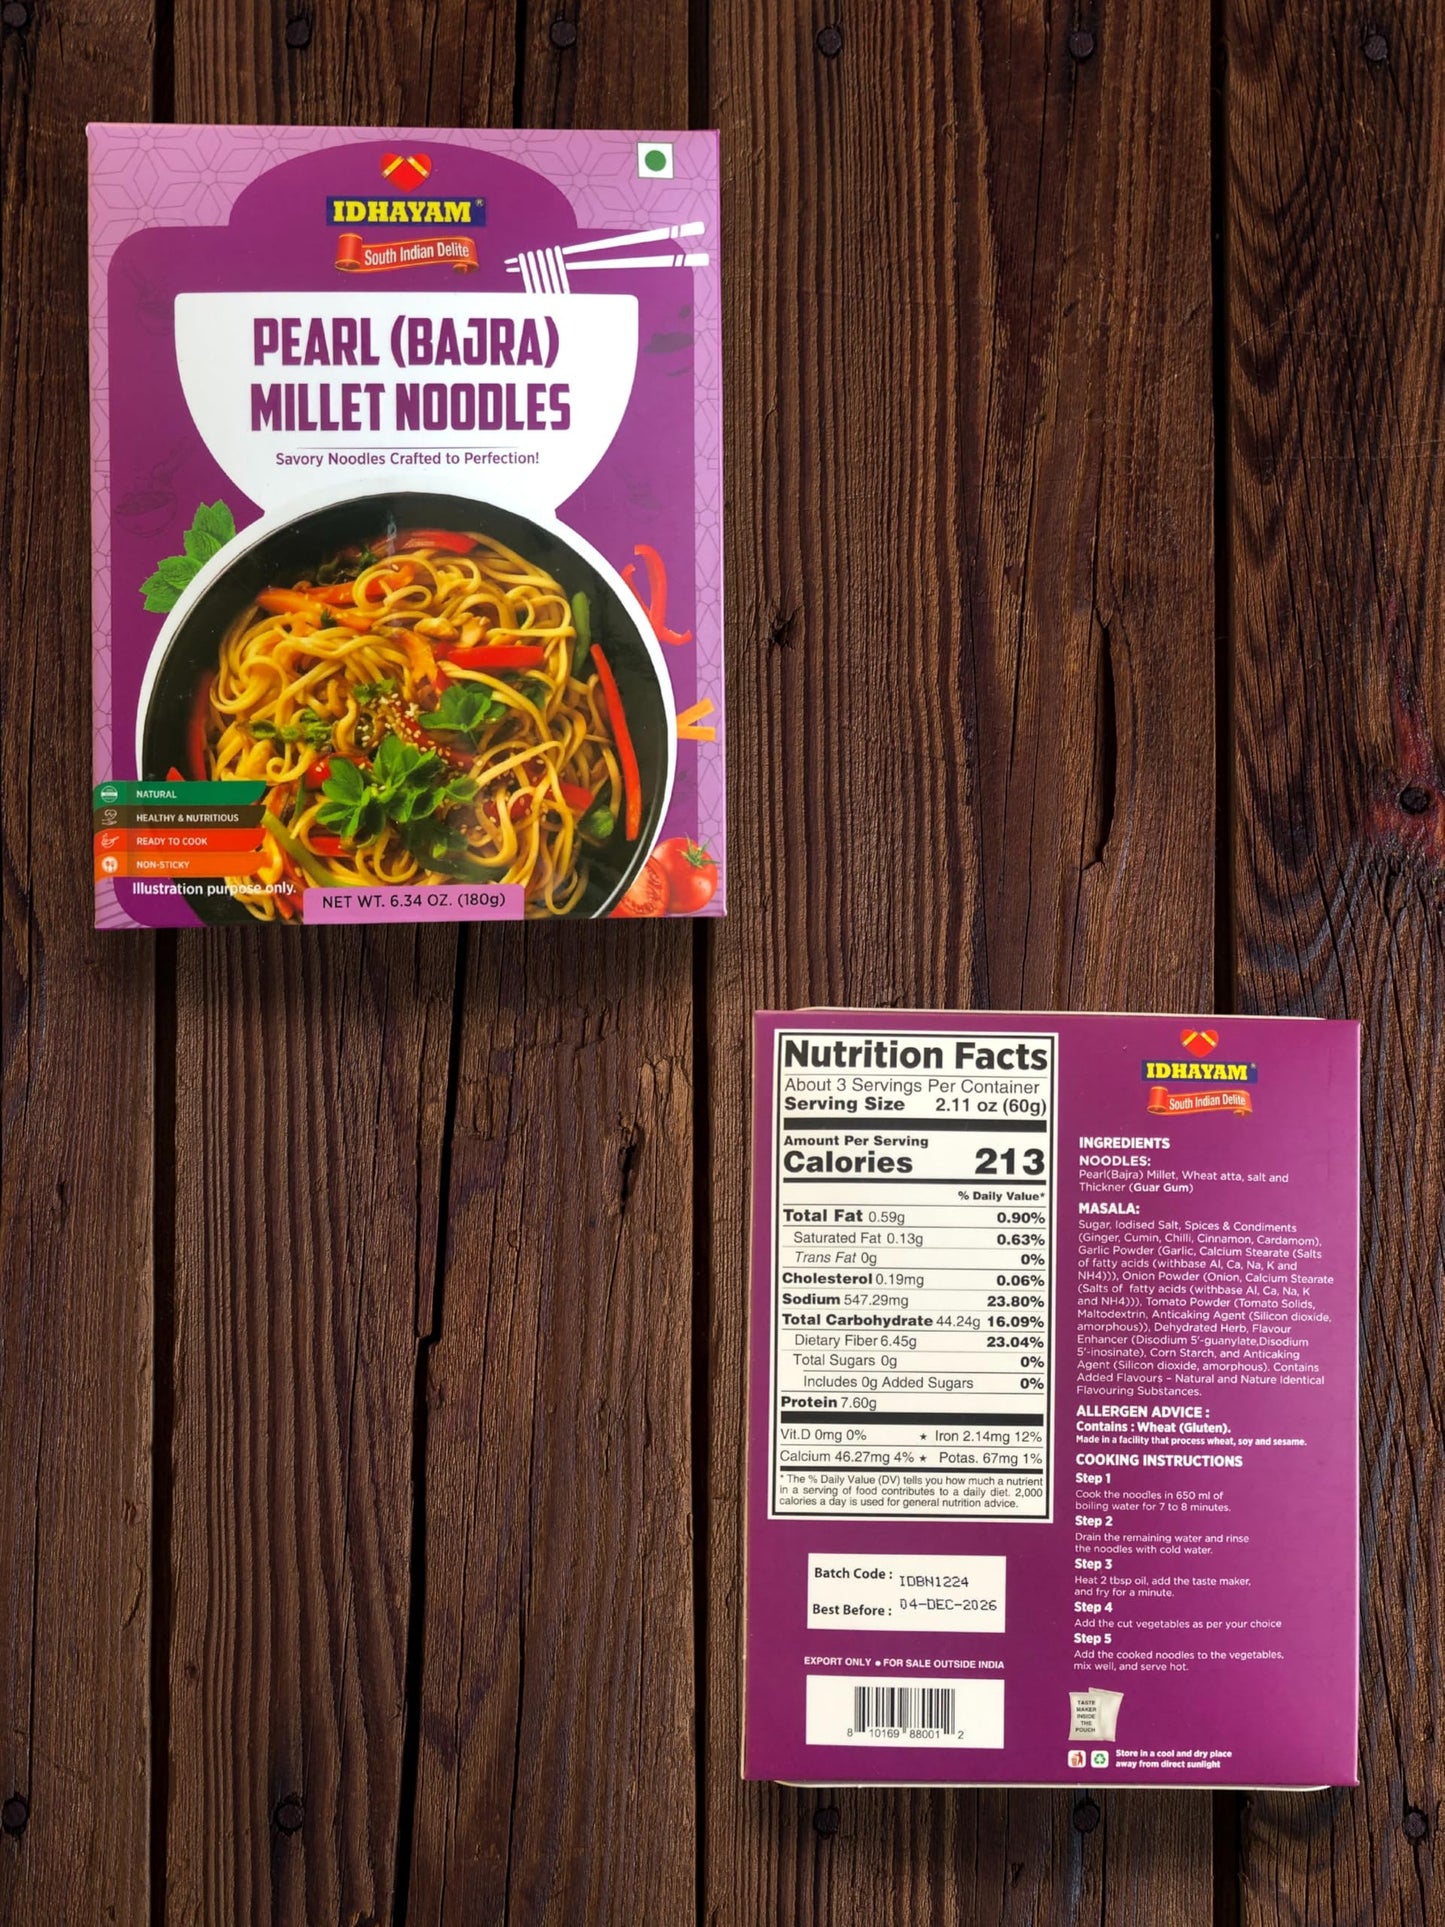 IDHAYAM®
South Indian Delite
PEARL (BAJRA)
MILLET NOODLES
Savory Noodles Crafted to Perfection!
NATURAL
HEALTHY & NUTRITIOUS
READY TO COOK
NON-STICKY
Illustration purpose only.
NET WT. 6.34 OZ. (180g)
Nutrition Facts
About 3 Servings Per Container
Serving Size 2.11 oz (60g)
Amount Per Serving
Calories 213
% Daily Value*
Total Fat 0.59g 0.90%
Saturated Fat 0.13g 0.63%
Trans Fat 0g 0%
Cholesterol 0.19mg 0.06%
Sodium 547.29mg 23.80%
Total Carbohydrate 44.24g 16.09%
Dietary Fiber 6.45g 23.04%
Total Sugars 0g 0%
Includes 0g Added Sugars 0%
Protein 7.60g
Vit.D 0mg 0% ★ Iron 2.14mg 12%
Calcium 46.27mg 4% ★ Potas. 67mg 1%
* The % Daily Value (DV) tells you how much a nutrient
in a serving of food contributes to a daily diet. 2,000
calories a day is used for general nutrition advice.
Batch Code : IDBN1224
Best Before : 04-DEC-2026
EXPORT ONLY ● FOR SALE OUTSIDE INDIA
8 10169 88001 2
IDHAYAM
South Indian Delite
INGREDIENTS
NOODLES:
Pearl(Bajra) Millet, Wheat atta, salt and
Thickner (Guar Gum)
MASALA:
Sugar, Iodised Salt, Spices & Condiments
(Ginger, Cumin, Chilli, Cinnamon, Cardamom),
Garlic Powder (Garlic, Calcium Stearate (Salts
of fatty acids (withbase Al, Ca, Na, K and
NH4))), Onion Powder (Onion, Calcium Stearate
(Salts of fatty acids (withbase Al, Ca, Na, K
and NH4))). Tomato Powder (Tomato Solids,
Maltodextrin, Anticaking Agent (Silicon dioxide,
amorphous)), Dehydrated Herb, Flavour
Enhancer (Disodium 5'-guanylate,Disodium
5'-inosinate), Corn Starch, and Anticaking
Agent (Silicon dioxide, amorphous). Contains
Added Flavours – Natural and Nature Identical
Flavouring Substances.
ALLERGEN ADVICE :
Contains : Wheat (Gluten).
Made in a facility that process wheat, soy and sesame.
COOKING INSTRUCTIONS
Step 1
Cook the noodles in 650 ml of
boiling water for 7 to 8 minutes.
Step 2
Drain the remaining water and rinse
the noodles with cold water.
Step 3
Heat 2 tbsp oil, add the taste maker,
and fry for a minute.
Step 4
Add the cut vegetables as per your choice
Step 5
Add the cooked noodles to the vegetables,
mix well, and serve hot.
TASTE
MAKER
INSIDE
THE
POUCH
Store in a cool and dry place
away from direct sunlight